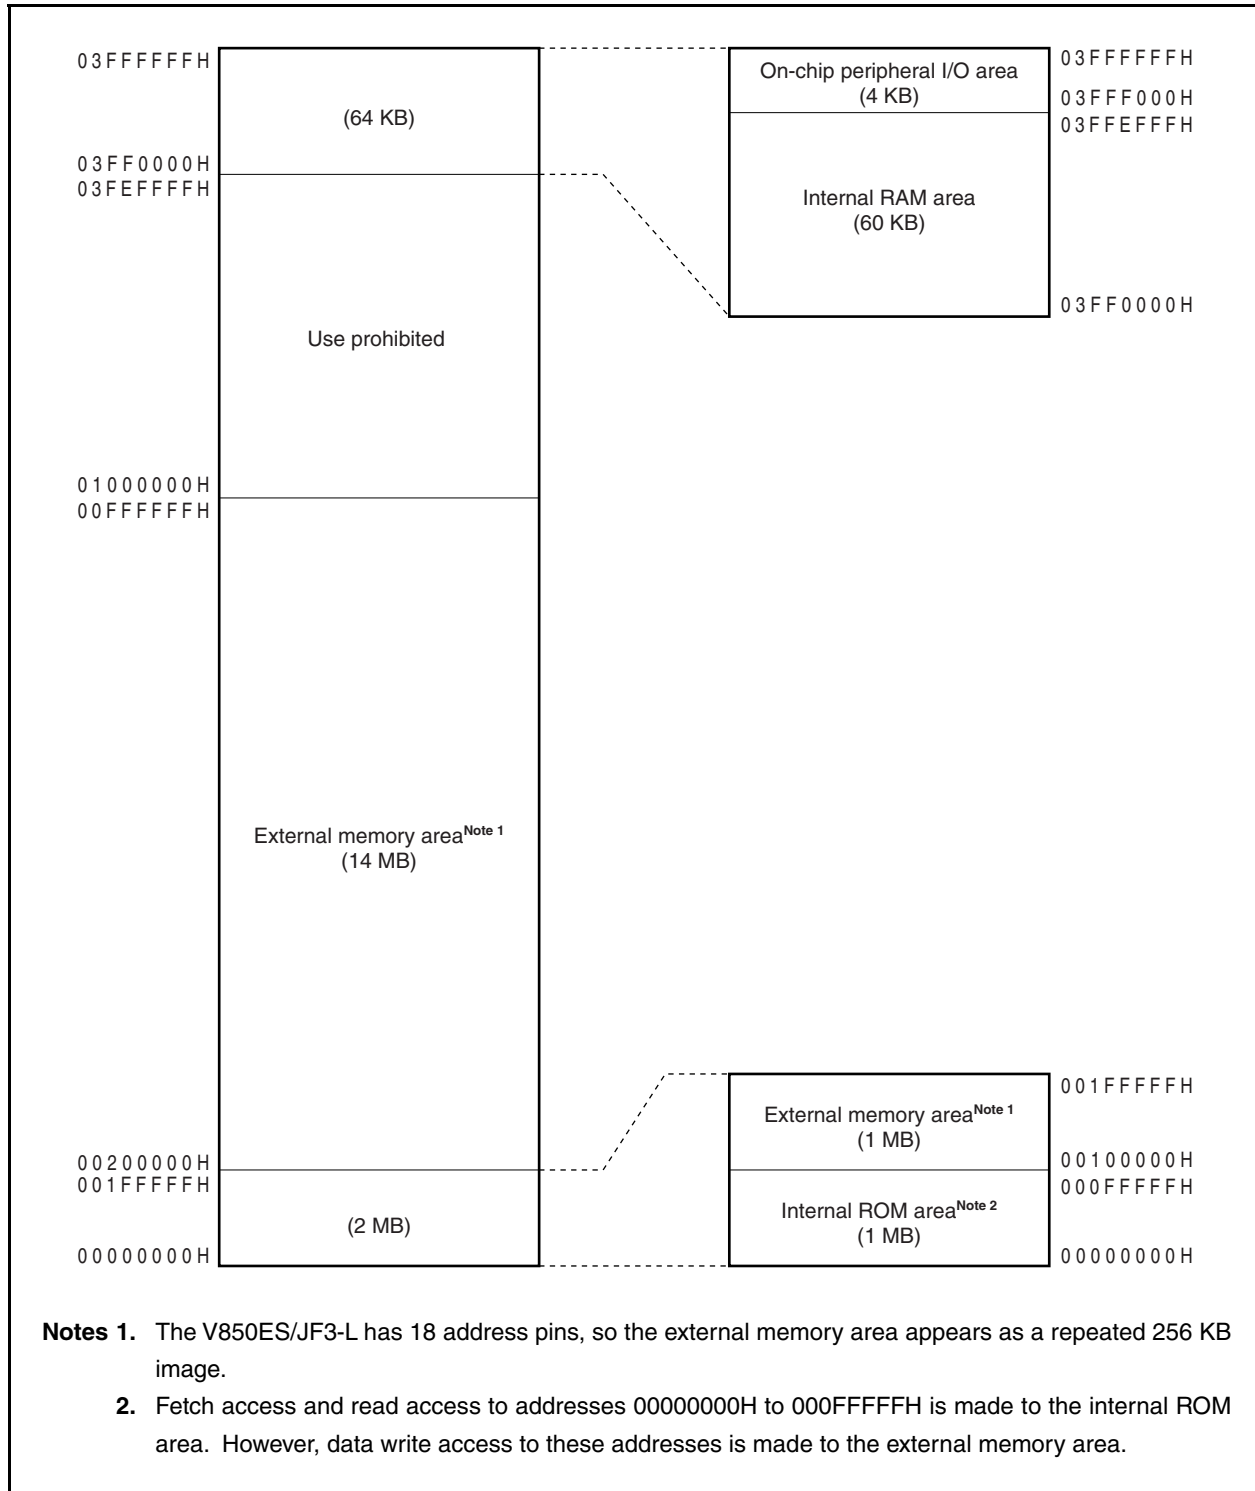 03FFFFFFH
(64 KB)
03FF0000H
03FEFFFFH
Use prohibited
01000000H
00FFFFFFH
External memory areaNote 1
(14 MB)
00200000H
001FFFFFH
(2 MB)
00000000H
On-chip peripheral I/O area
(4 KB)
03FFFFFFH
03FFF000H
03FFEFFFH
Internal RAM area
(60 KB)
03FF0000H
External memory areaNote 1
(1 MB)
001FFFFFH
00100000H
000FFFFFH
Internal ROM areaNote 2
(1 MB)
00000000H
Notes 1. The V850ES/JF3-L has 18 address pins, so the external memory area appears as a repeated 256 KB
image.
2. Fetch access and read access to addresses 00000000H to 000FFFFFH is made to the internal ROM
area. However, data write access to these addresses is made to the external memory area.